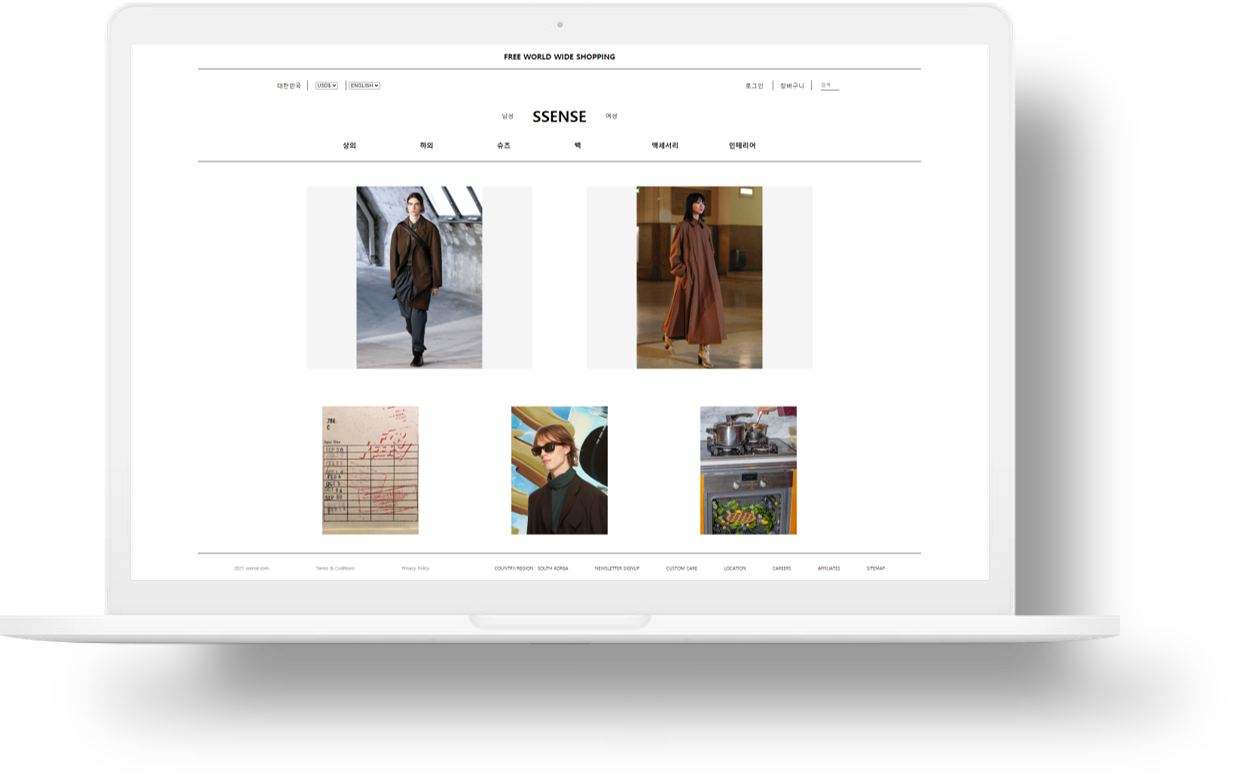 FREE WORLD WIDE SHOPPING
대한민국 USD$ ENGLISH 로그인 장바구니 검색
남성 SSENSE 여성
상의 하의 슈즈 백 액세서리 인테리어
2021 ssense.com Terms & Coditions Privacy Policy COUNTRY/REGION : SOUTH KOREA NEWSLETTER SIGNUP CUSTOM CARE LOCATION CAREERS AFFILIATES SITEMAP